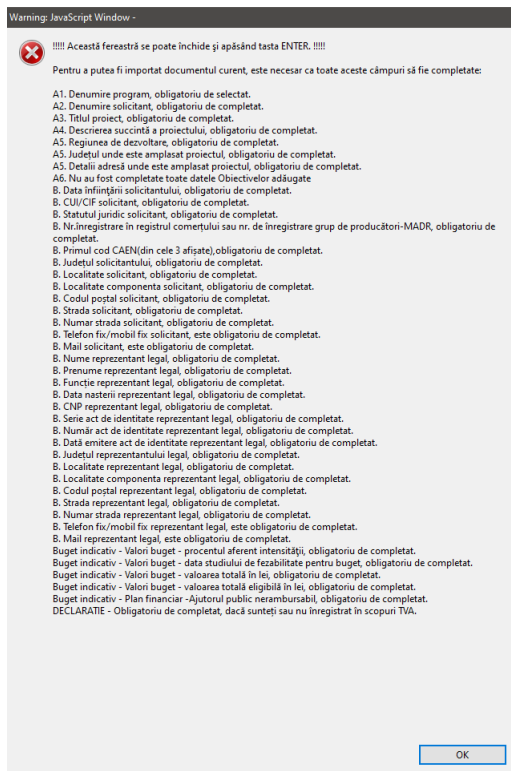 Warning: JavaScript Window -
!!!!! Această fereastră se poate închide şi apăsând tasta ENTER. !!!!!
Pentru a putea fi importat documentul curent, este necesar ca toate aceste câmpuri să fie completate:
A1. Denumire program, obligatoriu de selectat.
A2. Denumire solicitant, obligatoriu de completat.
A3. Titlul proiect, obligatoriu de completat.
A4. Descrierea succintă a proiectului, obligatoriu de completat.
A5. Regiunea de dezvoltare, obligatoriu de completat.
A5. Județul unde este amplasat proiectul, obligatoriu de completat.
A5. Detalii adresă unde este amplasat proiectul, obligatoriu de completat.
A6. Nu au fost completate toate datele Obiectivelor adăugate
B. Data înfiinţării solicitantului, obligatoriu de completat.
B. CUI/CIF solicitant, obligatoriu de completat.
B. Statutul juridic solicitant, obligatoriu de completat.
B. Nr.înregistrare în registrul comerțului sau nr. de înregistrare grup de producători-MADR, obligatoriu de
completat.
B. Primul cod CAEN(din cele 3 afișate),obligatoriu de completat.
B. Județul solicitantului, obligatoriu de completat.
B. Localitate solicitant, obligatoriu de completat.
B. Localitate componenta solicitant, obligatoriu de completat.
B. Codul poștal solicitant, obligatoriu de completat.
B. Strada solicitant, obligatoriu de completat.
B. Numar strada solicitant, obligatoriu de completat.
B. Telefon fix/mobil fix solicitant, este obligatoriu de completat.
B. Mail solicitant, este obligatoriu de completat.
B. Nume reprezentant legal, obligatoriu de completat.
B. Prenume reprezentant legal, obligatoriu de completat.
B. Funcție reprezentant legal, obligatoriu de completat.
B. Data nasterii reprezentant legal, obligatoriu de completat.
B. CNP reprezentant legal, obligatoriu de completat.
B. Serie act de identitate reprezentant legal, obligatoriu de completat.
B. Număr act de identitate reprezentant legal, obligatoriu de completat.
B. Dată emitere act de identitate reprezentant legal, obligatoriu de completat.
B. Județul reprezentantului legal, obligatoriu de completat.
B. Localitate reprezentant legal, obligatoriu de completat.
B. Localitate componenta reprezentant legal, obligatoriu de completat.
B. Codul poștal reprezentant legal, obligatoriu de completat.
B. Strada reprezentant legal, obligatoriu de completat.
B. Numar strada reprezentant legal, obligatoriu de completat.
B. Telefon fix/mobil fix reprezentant legal, este obligatoriu de completat.
B. Mail reprezentant legal, este obligatoriu de completat.
Buget indicativ - Valori buget - procentul aferent intensităţii, obligatoriu de completat.
Buget indicativ - Valori buget - data studiului de fezabilitate pentru buget, obligatoriu de completat.
Buget indicativ - Valori buget - valoarea totală în lei, obligatoriu de completat.
Buget indicativ - Valori buget - valoarea totală eligibilă în lei, obligatoriu de completat.
Buget indicativ - Plan financiar -Ajutorul public nerambursabil, obligatoriu de completat.
DECLARATIE - Obligatoriu de completat, dacă sunteți sau nu înregistrat în scopuri TVA.
OK